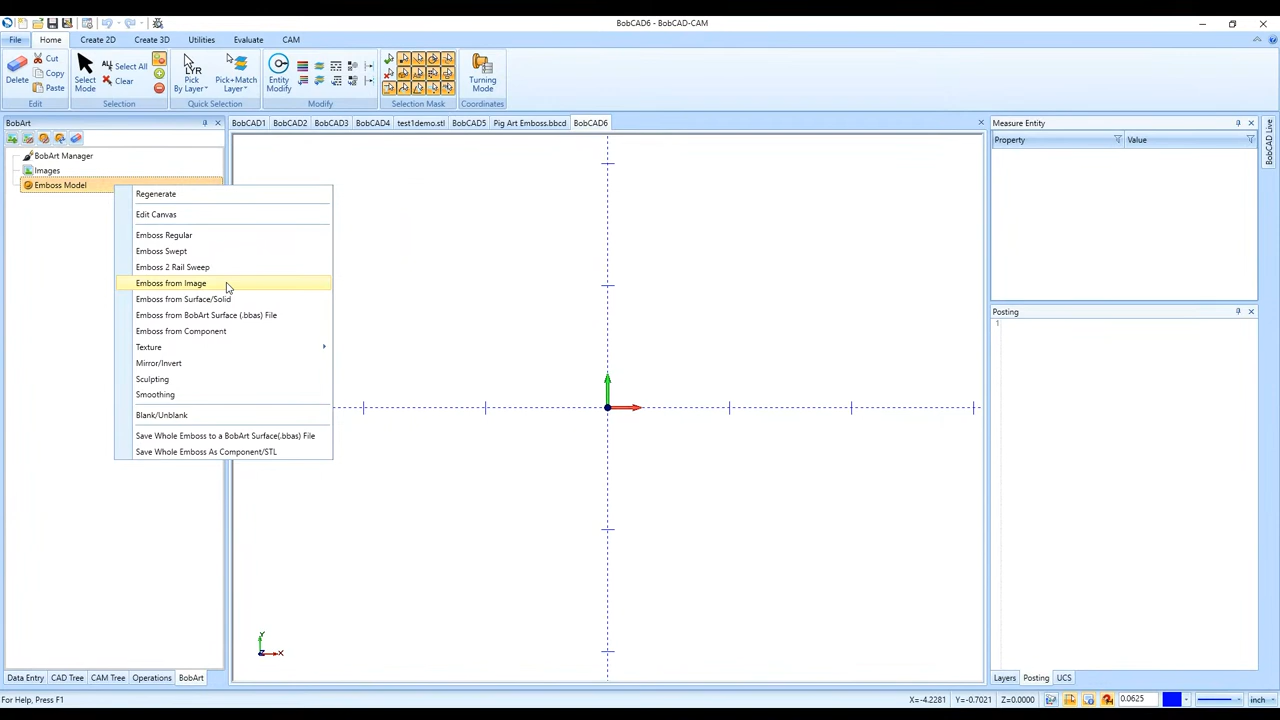 BobCAD6 - BobCAD-CAM
File Home Create 2D Create 3D Utilities Evaluate CAM
Delete Cut Copy Paste
Select Mode Select All Clear
LYR Pick By Layer Pick+Match Layer
Entity Modify
Turning Mode
Edit Selection Quick Selection Modify Selection Mask Coordinates
BobArt BobCAD1 BobCAD2 BobCAD3 BobCAD4 test1demo.stl BobCAD5 Pig Art Emboss.bbcd BobCAD6 Measure Entity
Property Value
BobCAD Live
BobArt Manager
Images
Emboss Model
Regenerate
Edit Canvas
Emboss Regular
Emboss Swept
Emboss 2 Rail Sweep
Emboss from Image
Emboss from Surface/Solid
Emboss from BobArt Surface (.bbas) File
Emboss from Component
Texture
Mirror/Invert
Sculpting
Smoothing
Blank/Unblank
Save Whole Emboss to a BobArt Surface(.bbas) File
Save Whole Emboss As Component/STL
Posting
1
Y
X
Data Entry CAD Tree CAM Tree Operations BobArt
Layers Posting UCS
For Help, Press F1 X=-4.2281 Y=-0.7021 Z=0.0000 0.0625 inch